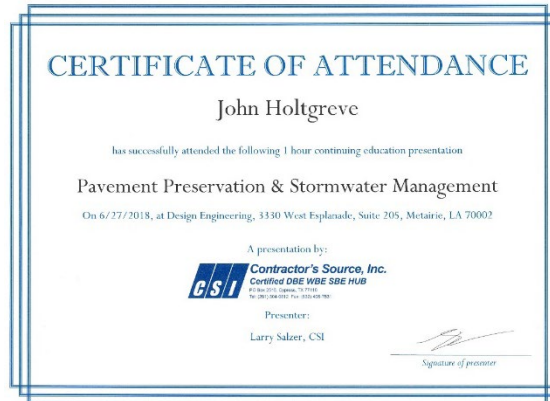 CERTIFICATE OF ATTENDANCE
John Holtgreve
has successfully attended the following 1 hour continuing education presentation
Pavement Preservation & Stormwater Management
On 6/27/2018, at Design Engineering, 3330 West Esplanade, Suite 205, Metairie, LA 70002
A presentation by:
CSI
Contractor's Source, Inc.
Certified DBE WBE SBE HUB
Presenter:
Larry Salzer, CSI
Signature of presenter